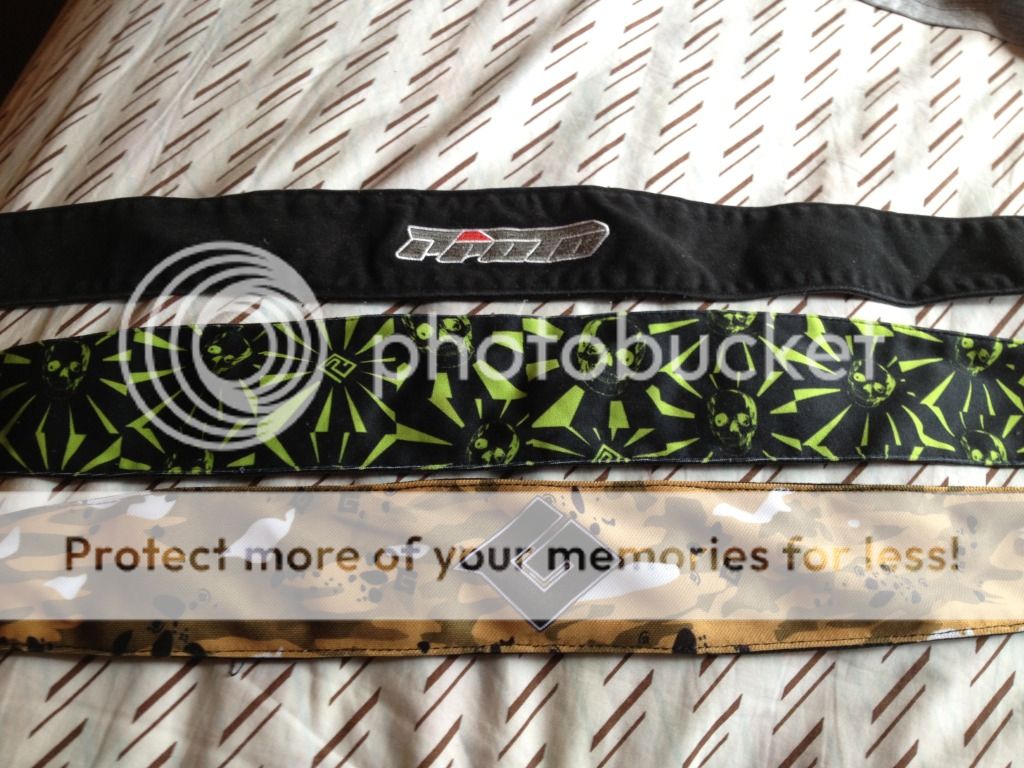 Proto
photobucket
Protect more of your memories for less!